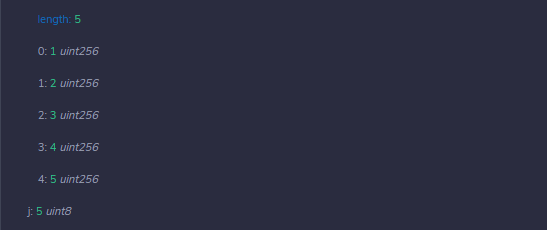 length: 5
0: 1 uint256
1: 2 uint256
2: 3 uint256
3: 4 uint256
4: 5 uint256
j: 5 uint8